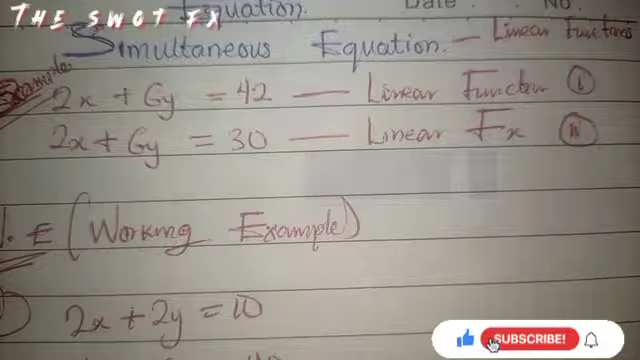 THE SWOT FX
Equation.
Date No.
Simultaneous Equation. — Linear Functions
Example
2x + 6y = 42 — Linear Function (i)
2x + 6y = 30 — Linear Fx (ii)
W.E (Working Example)
2x + 2y = 10
SUBSCRIBE!